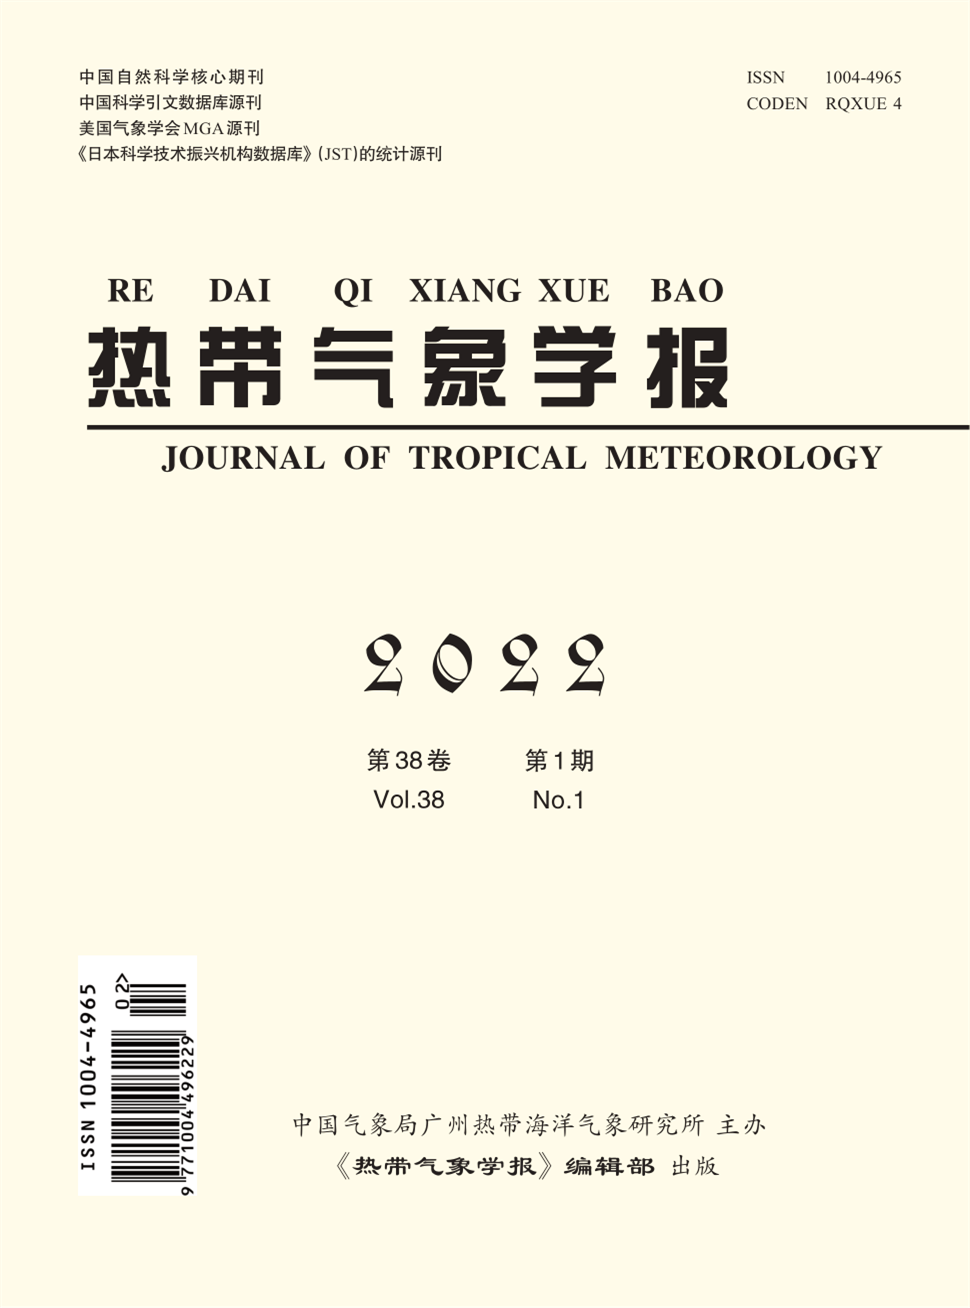 中国自然科学核心期刊
中国科学引文数据库源刊
美国气象学会MGA源刊
《日本科学技术振兴机构数据库》(JST)的统计源刊
ISSN 1004-4965
CODEN RQXUE 4
RE DAI QI XIANG XUE BAO
热带气象学报
JOURNAL OF TROPICAL METEOROLOGY
2022
第38卷 第1期
Vol.38 No.1
ISSN 1004-4965
02>
9 771004 496229
中国气象局广州热带海洋气象研究所 主办
《热带气象学报》编辑部 出版